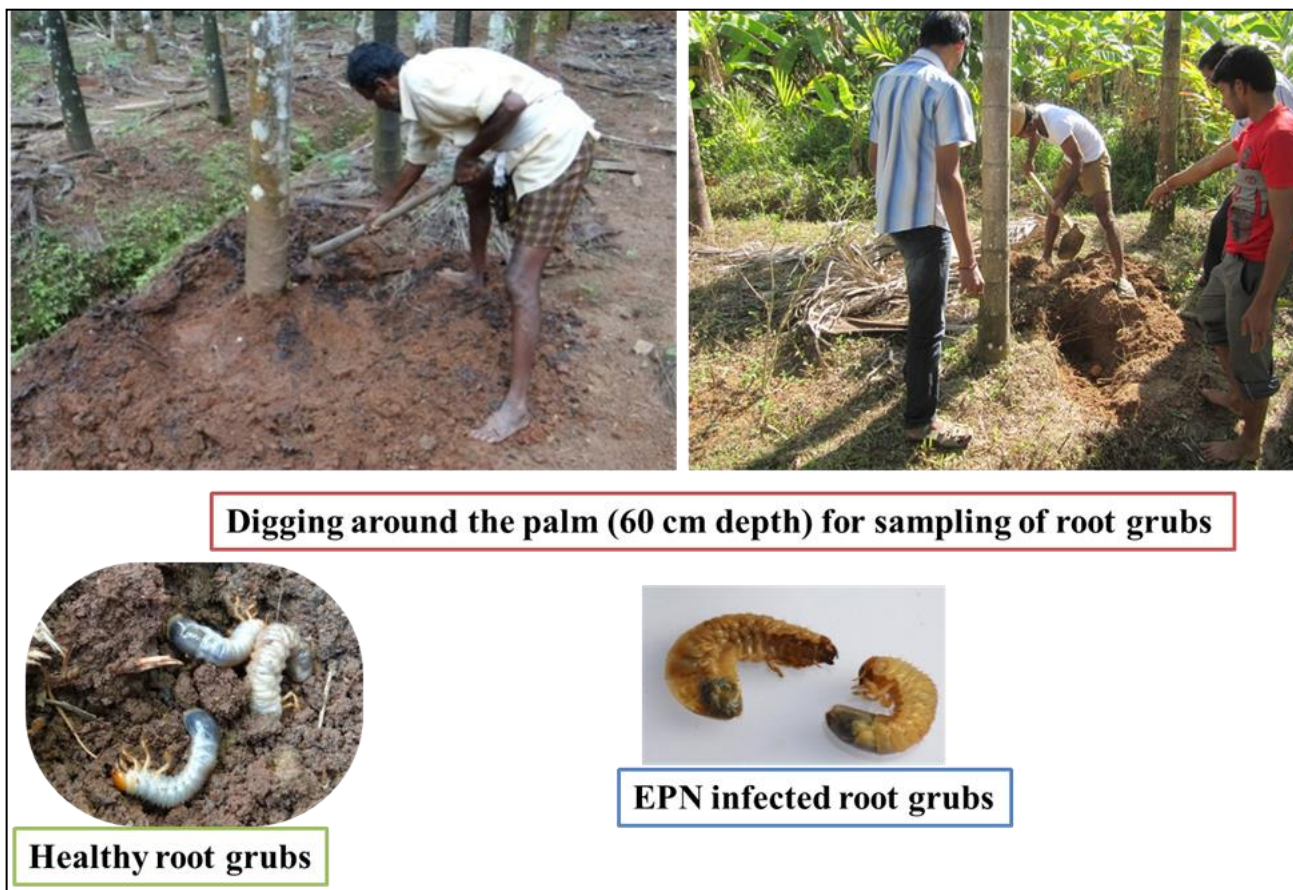 Digging around the palm (60 cm depth) for sampling of root grubs
EPN infected root grubs
Healthy root grubs